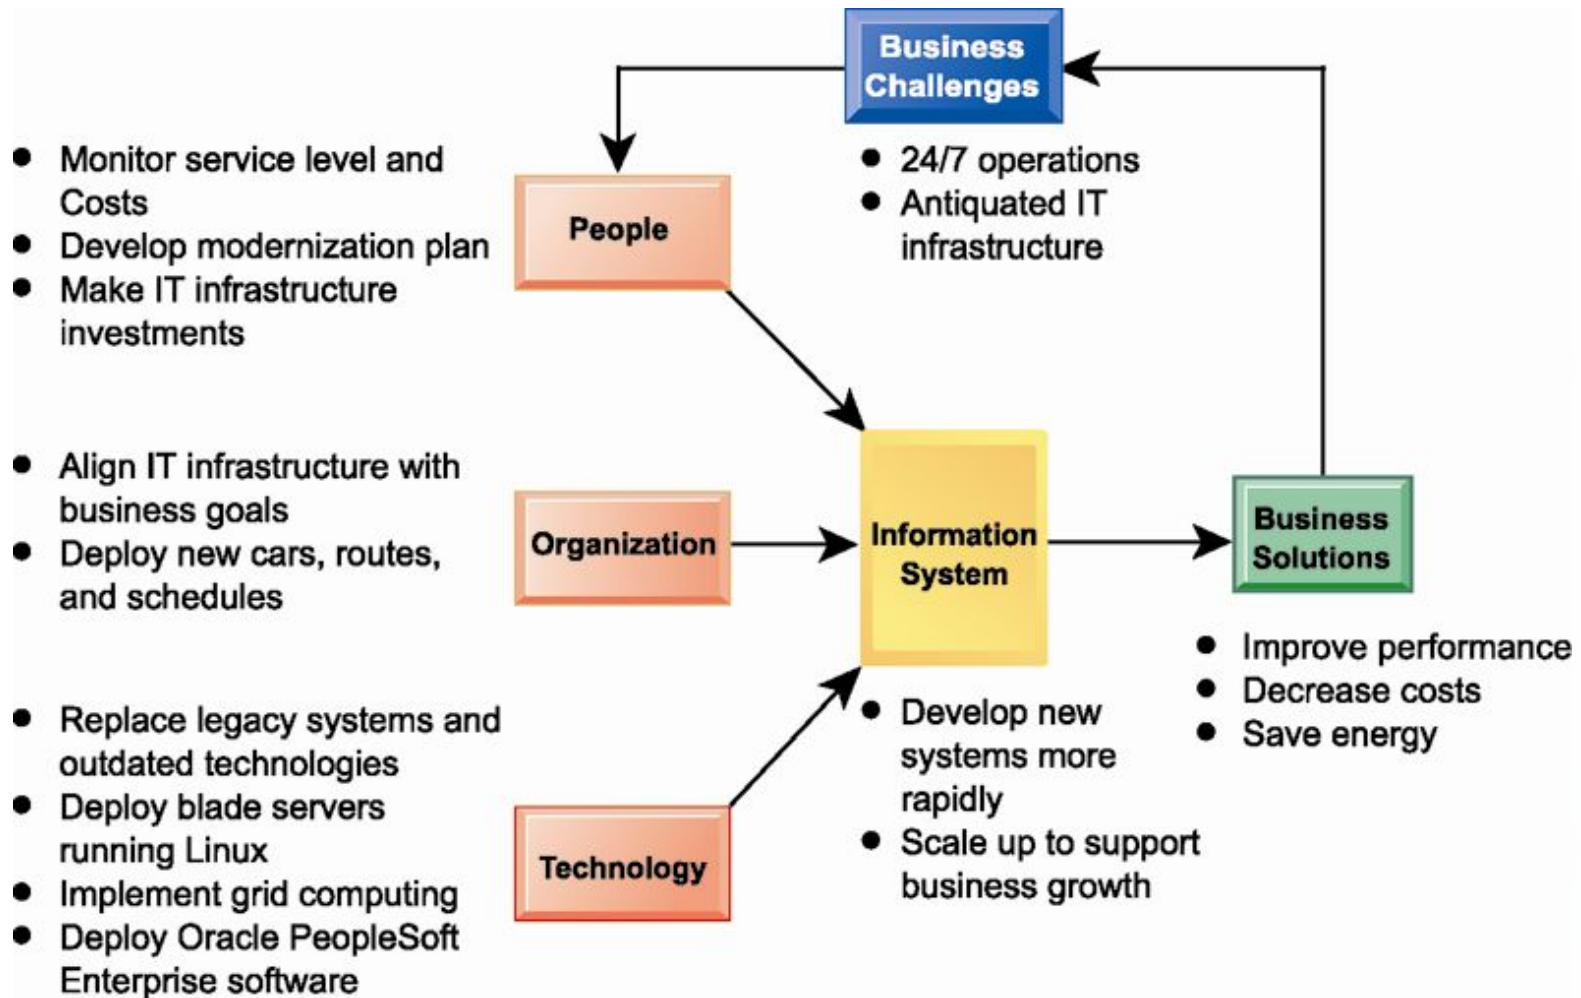 Business
Challenges
• 24/7 operations
• Antiquated IT
infrastructure
• Monitor service level and
Costs
• Develop modernization plan
• Make IT infrastructure
investments
People
• Align IT infrastructure with
business goals
• Deploy new cars, routes,
and schedules
Organization
• Replace legacy systems and
outdated technologies
• Deploy blade servers
running Linux
• Implement grid computing
• Deploy Oracle PeopleSoft
Enterprise software
Technology
Information
System
• Develop new
systems more
rapidly
• Scale up to support
business growth
Business
Solutions
• Improve performance
• Decrease costs
• Save energy